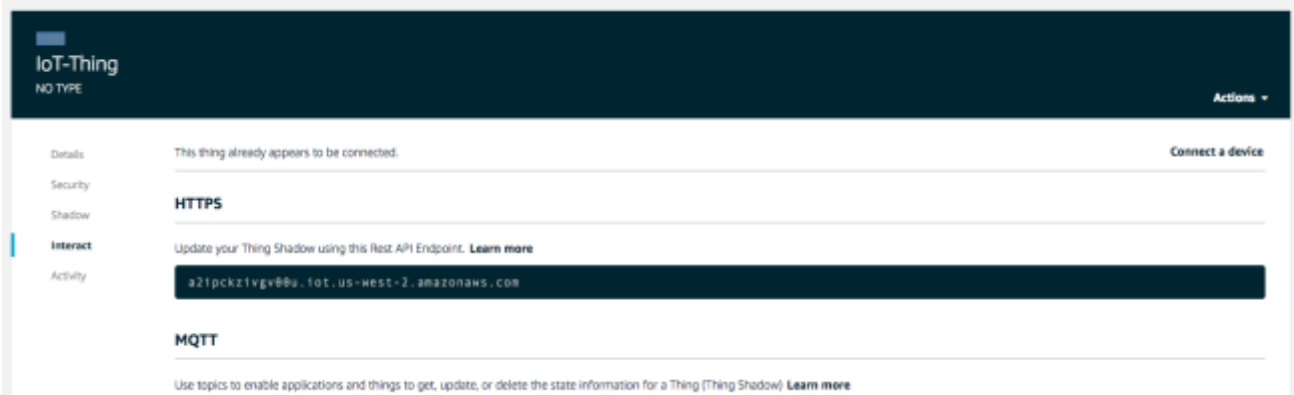 IoT-Thing
NO TYPE
Actions
Details
Security
Shadow
Interact
Activity
This thing already appears to be connected.
Connect a device
HTTPS
Update your Thing Shadow using this Rest API Endpoint. Learn more
a2ipckzivgv00u.iot.us-west-2.amazonaws.com
MQTT
Use topics to enable applications and things to get, update, or delete the state information for a Thing (Thing Shadow) Learn more